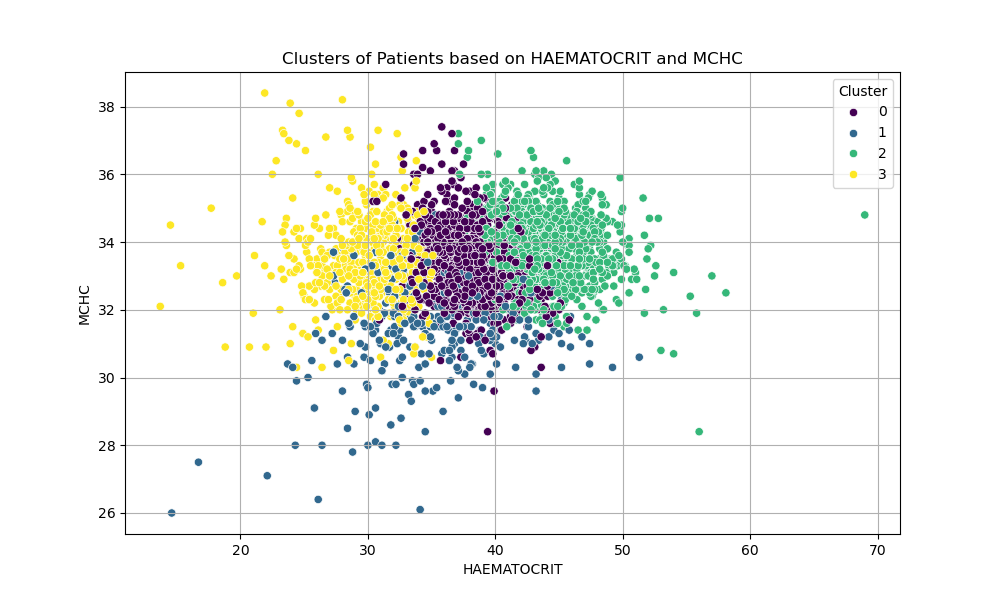 Clusters of Patients based on HAEMATOCRIT and MCHC
Cluster
0
1
2
3
38
36
34
32
30
28
26
MCHC
20 30 40 50 60 70
HAEMATOCRIT